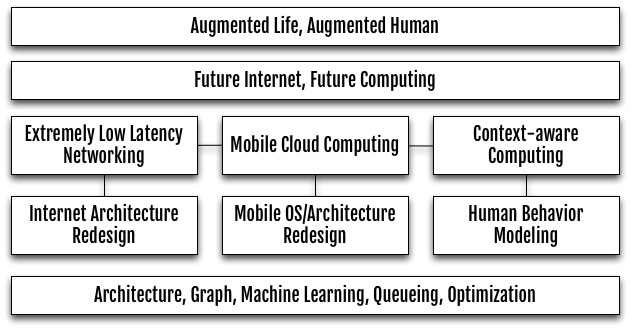 Augmented Life, Augmented Human
Future Internet, Future Computing
Extremely Low Latency
Networking
Mobile Cloud Computing
Context-aware
Computing
Internet Architecture
Redesign
Mobile OS/Architecture
Redesign
Human Behavior
Modeling
Architecture, Graph, Machine Learning, Queueing, Optimization